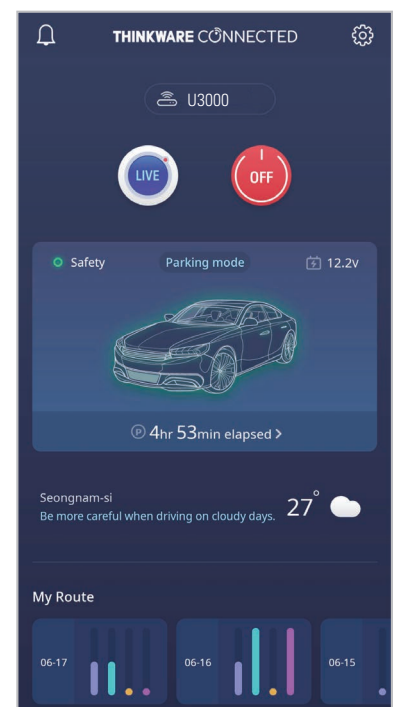 THINKWARE CONNECTED
U3000
LIVE
OFF
Safety
Parking mode
12.2v
P 4hr 53min elapsed >
Seongnam-si
Be more careful when driving on cloudy days.
27°
My Route
06-17
06-16
06-15